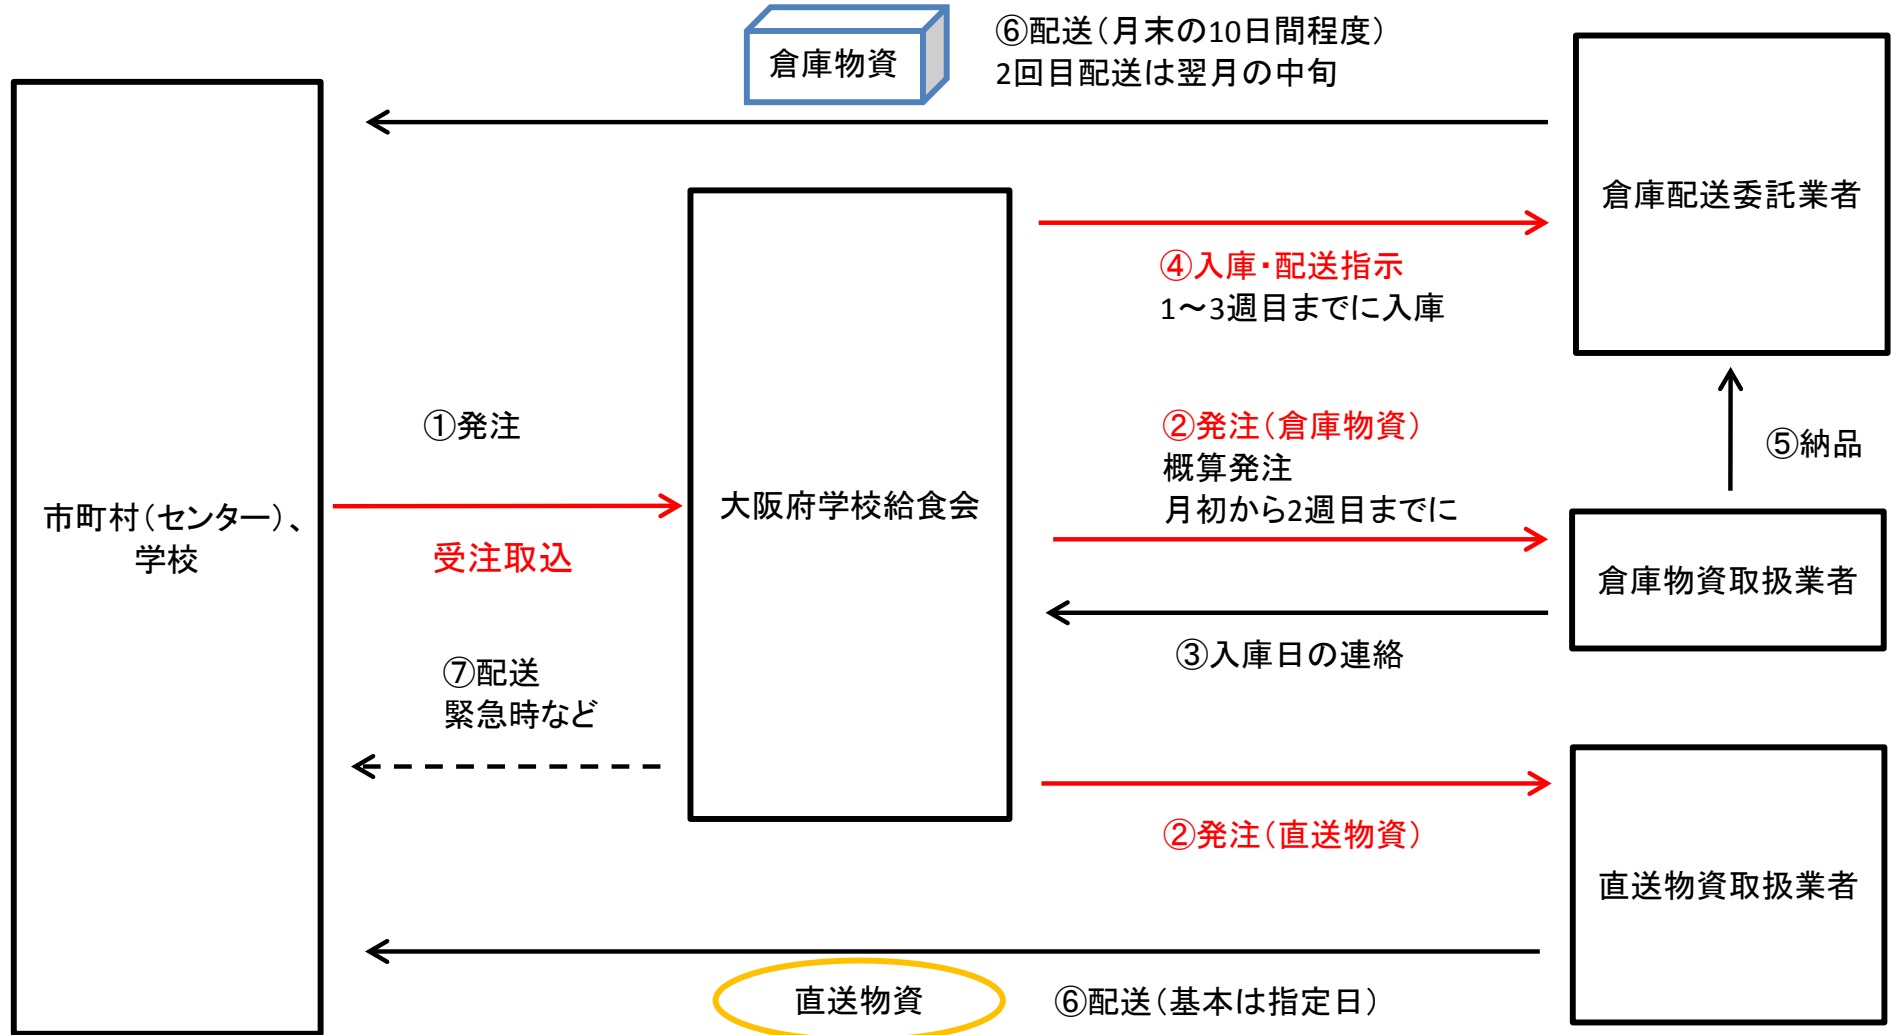 倉庫物資
⑥配送（月末の10日間程度）
2回目配送は翌月の中旬
倉庫配送委託業者
④入庫・配送指示
1～3週目までに入庫
①発注
②発注（倉庫物資）
概算発注
月初から2週目までに
⑤納品
市町村（センター）、
学校
大阪府学校給食会
受注取込
倉庫物資取扱業者
③入庫日の連絡
⑦配送
緊急時など
②発注（直送物資）
直送物資取扱業者
直送物資
⑥配送（基本は指定日）